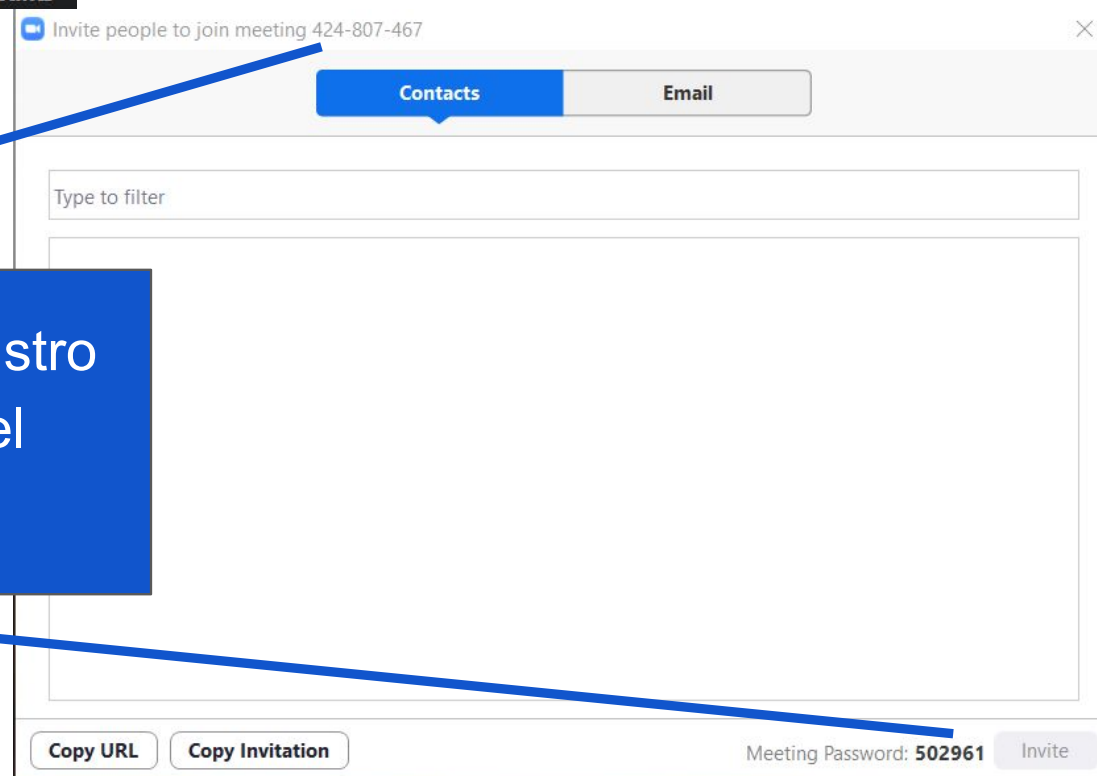 Invite people to join meeting 424-807-467
Contacts
Email
Type to filter
stro
el
Copy URL
Copy Invitation
Meeting Password: 502961
Invite